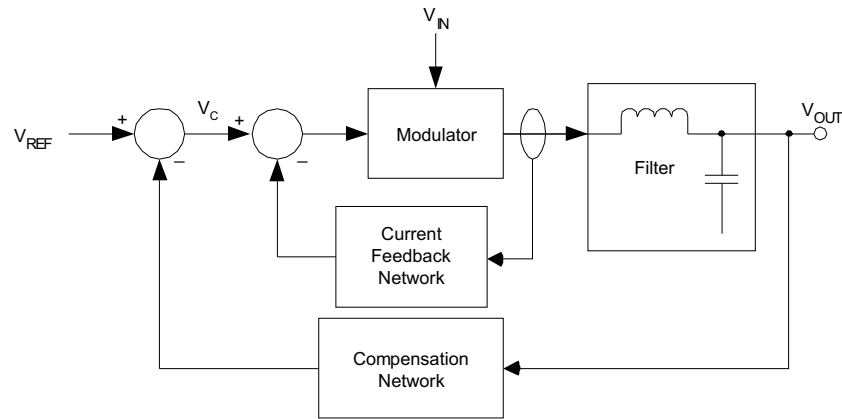 V_IN
V_REF
+
−
V_C
+
−
Modulator
Filter
V_OUT
Current
Feedback
Network
Compensation
Network